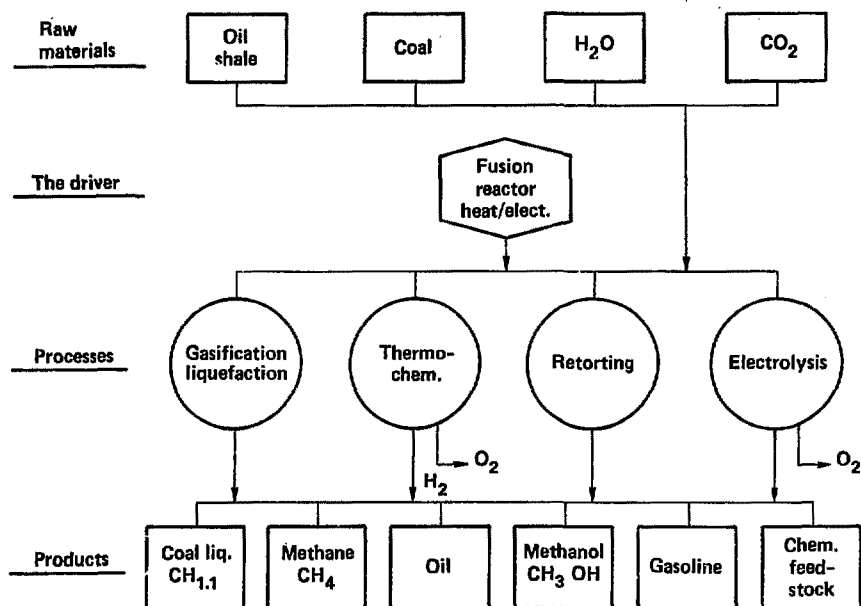 Raw
materials
Oil
shale
Coal
H₂O
CO₂
The driver
Fusion
reactor
heat/elect.
Processes
Gasification
liquefaction
Thermo-
chem.
Retorting
Electrolysis
O₂
H₂
O₂
Products
Coal liq.
CH₁.₁
Methane
CH₄
Oil
Methanol
CH₃ OH
Gasoline
Chem.
feed-
stock